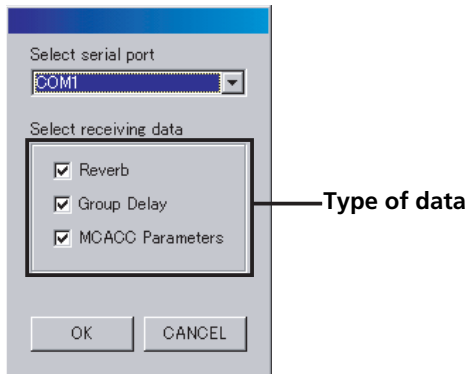 Select serial port
COM1
Select receiving data
Reverb
Group Delay
MCACC Parameters
Type of data
OK
CANCEL